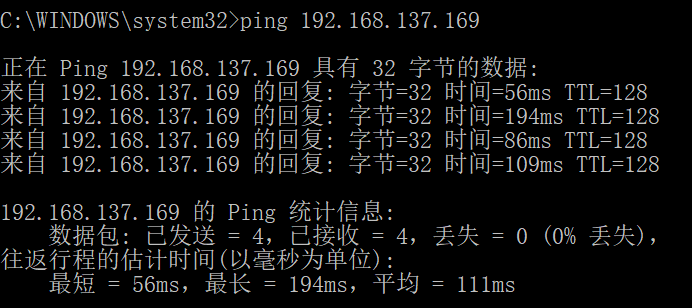 C:\WINDOWS\system32>ping 192.168.137.169
正在 Ping 192.168.137.169 具有 32 字节的数据:
来自 192.168.137.169 的回复: 字节=32 时间=56ms TTL=128
来自 192.168.137.169 的回复: 字节=32 时间=194ms TTL=128
来自 192.168.137.169 的回复: 字节=32 时间=86ms TTL=128
来自 192.168.137.169 的回复: 字节=32 时间=109ms TTL=128
192.168.137.169 的 Ping 统计信息:
数据包: 已发送 = 4，已接收 = 4，丢失 = 0 (0% 丢失)，
往返行程的估计时间(以毫秒为单位):
最短 = 56ms，最长 = 194ms，平均 = 111ms